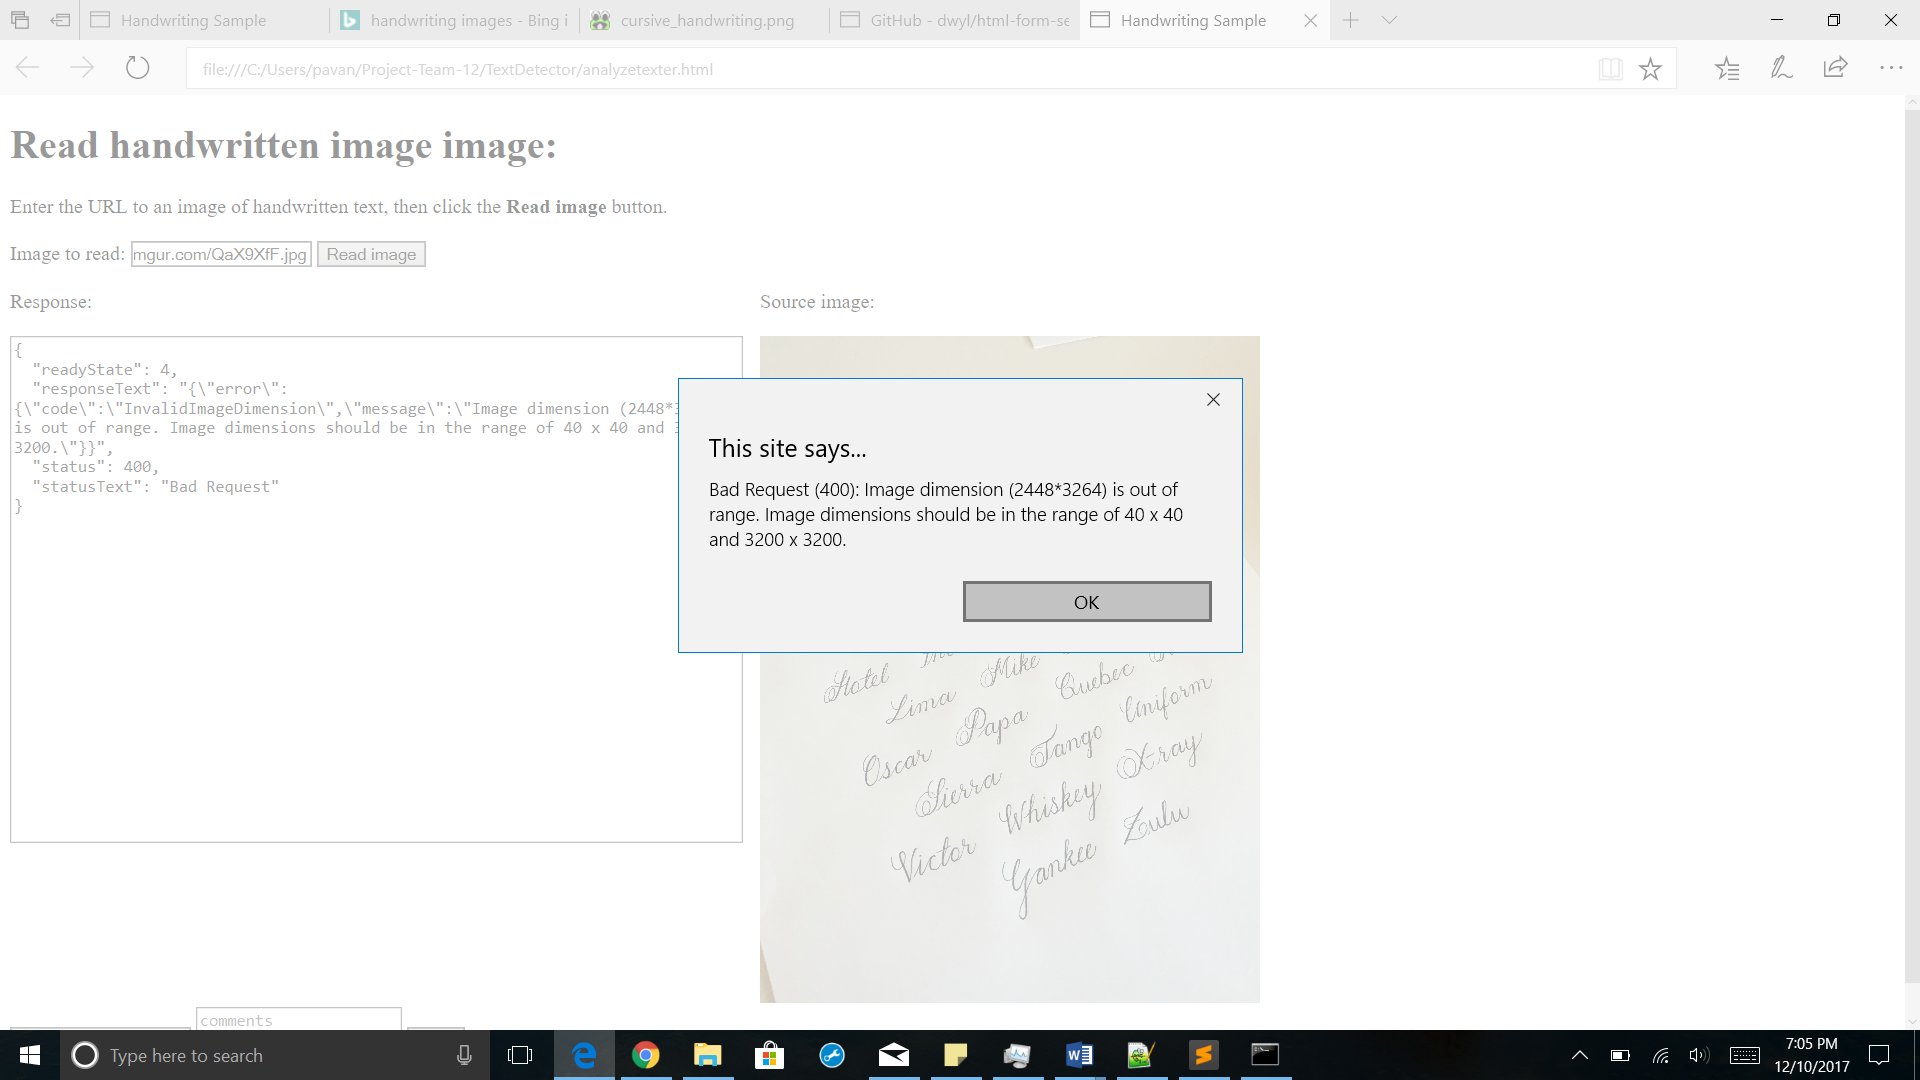 Handwriting Sample
handwriting images - Bing i
cursive_handwriting.png
GitHub - dwyl/html-form-se
Handwriting Sample
file:///C:/Users/pavan/Project-Team-12/TextDetector/analyzetexter.html
Read handwritten image image:
Enter the URL to an image of handwritten text, then click the Read image button.
Image to read: mgur.com/QaX9XfF.jpg Read image
Response:
Source image:
{
"readyState": 4,
"responseText": "{\"error\":
{\"code\":\"InvalidImageDimension\",\"message\":\"Image dimension (2448*
is out of range. Image dimensions should be in the range of 40 x 40 and
3200.\"}}",
"status": 400,
"statusText": "Bad Request"
}
This site says...
Bad Request (400): Image dimension (2448*3264) is out of
range. Image dimensions should be in the range of 40 x 40
and 3200 x 3200.
OK
Hotel Mike Quebec
Lima Papa Tango Uniform
Oscar Sierra Whiskey Xray
Victor Yankee Zulu
comments
Type here to search
7:05 PM
12/10/2017